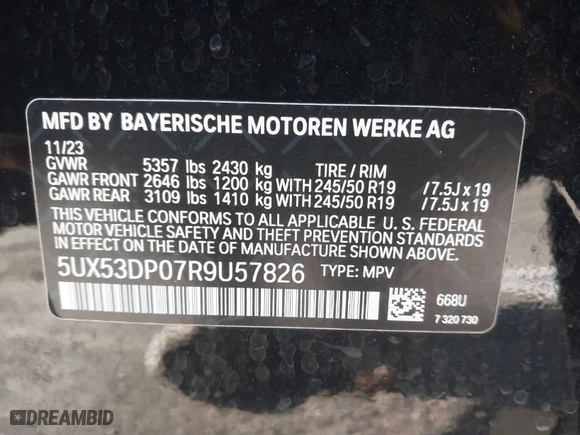 MFD BY BAYERISCHE MOTOREN WERKE AG
11/23
GVWR 5357 lbs 2430 kg TIRE / RIM
GAWR FRONT 2646 lbs 1200 kg WITH 245/50 R19 / 7.5J x 19
GAWR REAR 3109 lbs 1410 kg WITH 245/50 R19 / 7.5J x 19
THIS VEHICLE CONFORMS TO ALL APPLICABLE U. S. FEDERAL
MOTOR VEHICLE SAFETY, BUMPER, AND THEFT PREVENTION
STANDARDS IN EFFECT ON THE DATE OF MANUFACTURE SHOWN ABOVE.
5UX53DP07R9U57826 TYPE: MPV
668U
7 320 730
DREAMBID